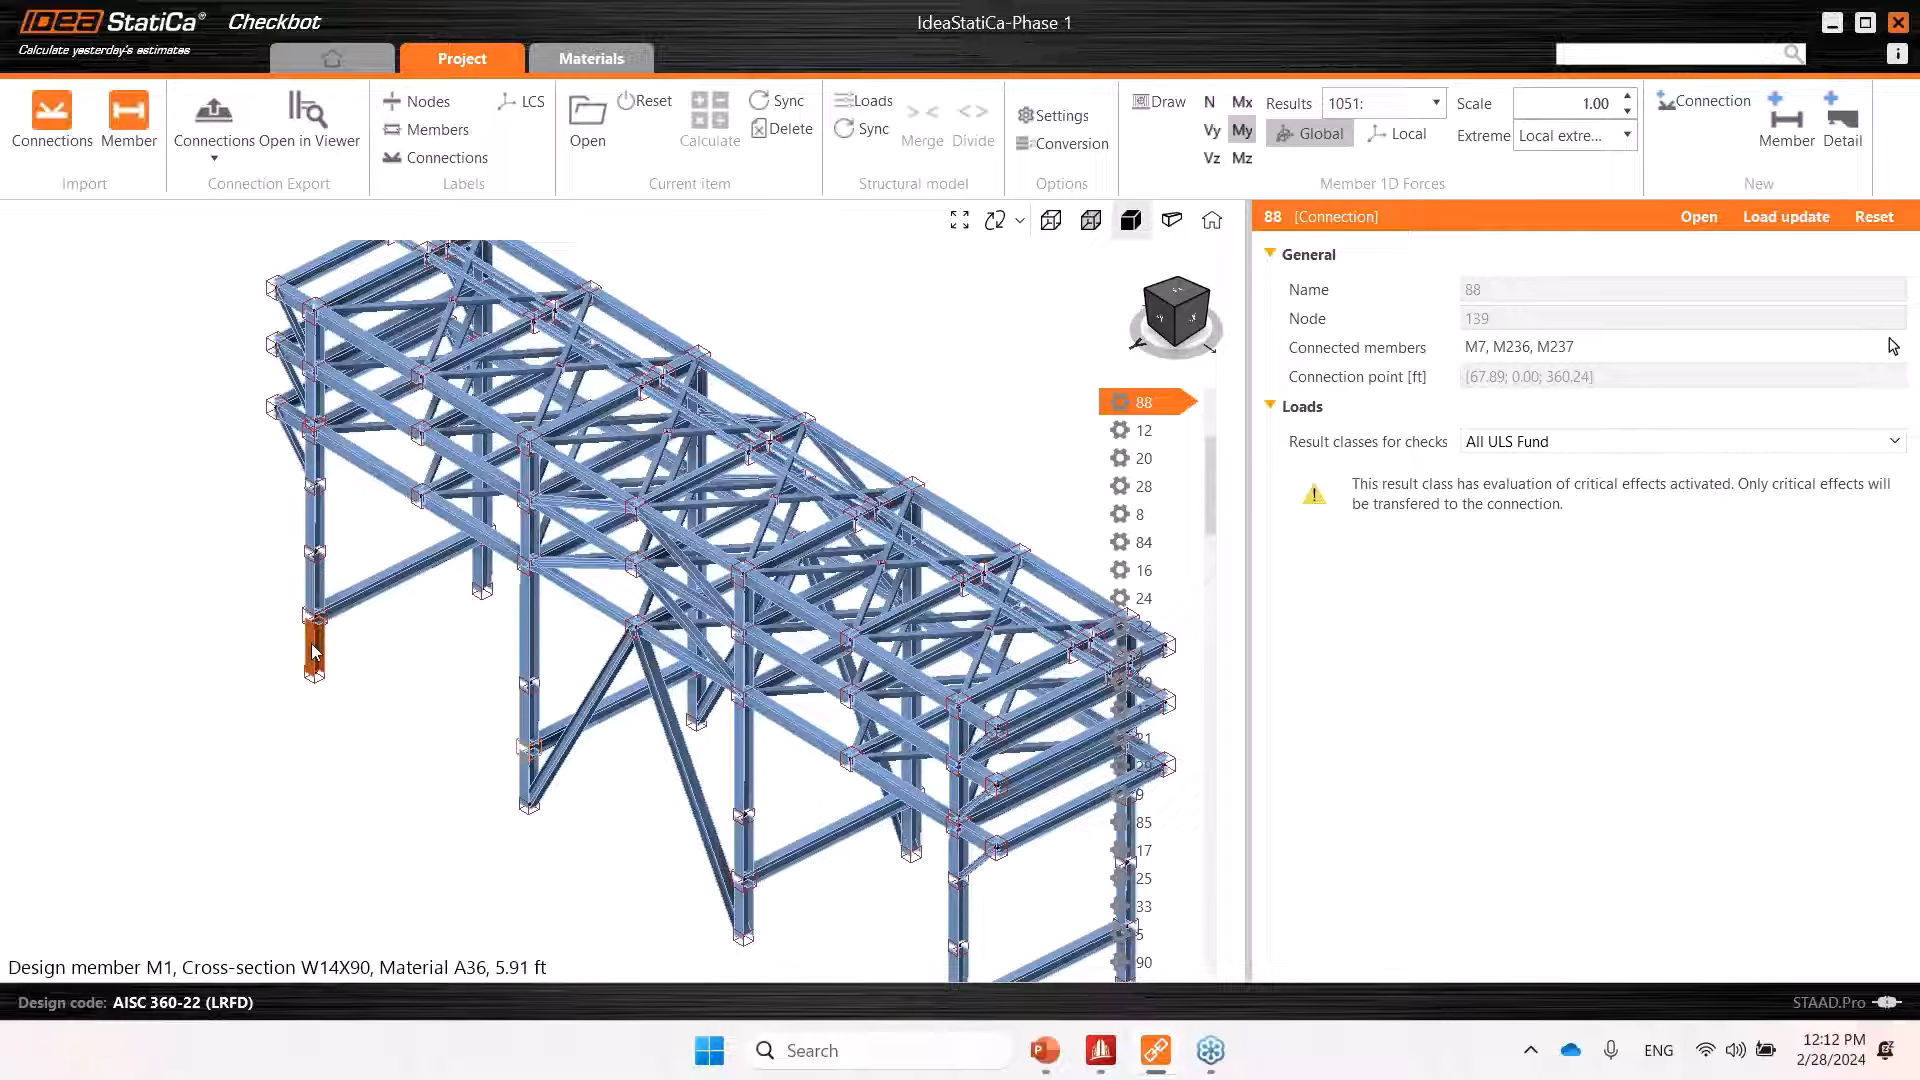 IDEA StatiCa® Checkbot
Calculate yesterday's estimates
IdeaStatiCa-Phase 1
Project
Materials
Connections
Member
Import
Connections
Open in Viewer
Connection Export
Nodes
LCS
Members
Connections
Labels
Open
Reset
Calculate
Sync
Delete
Current item
Loads
Sync
Merge
Divide
Structural model
Settings
Conversion
Options
Draw
N Mx
Vy My
Vz Mz
Results 1051:
Global Local
Scale 1.00
Extreme Local extre...
Member 1D Forces
Connection
Member
Detail
New
88 [Connection]
Open Load update Reset
General
Name 88
Node 139
Connected members M7, M236, M237
Connection point [ft] [67.89; 0.00; 360.24]
Loads
Result classes for checks All ULS Fund
This result class has evaluation of critical effects activated. Only critical effects will
be transfered to the connection.
88
12
20
28
8
84
16
24
85
17
25
33
5
90
Design member M1, Cross-section W14X90, Material A36, 5.91 ft
Design code: AISC 360-22 (LRFD)
STAAD.Pro
Search
ENG
12:12 PM
2/28/2024